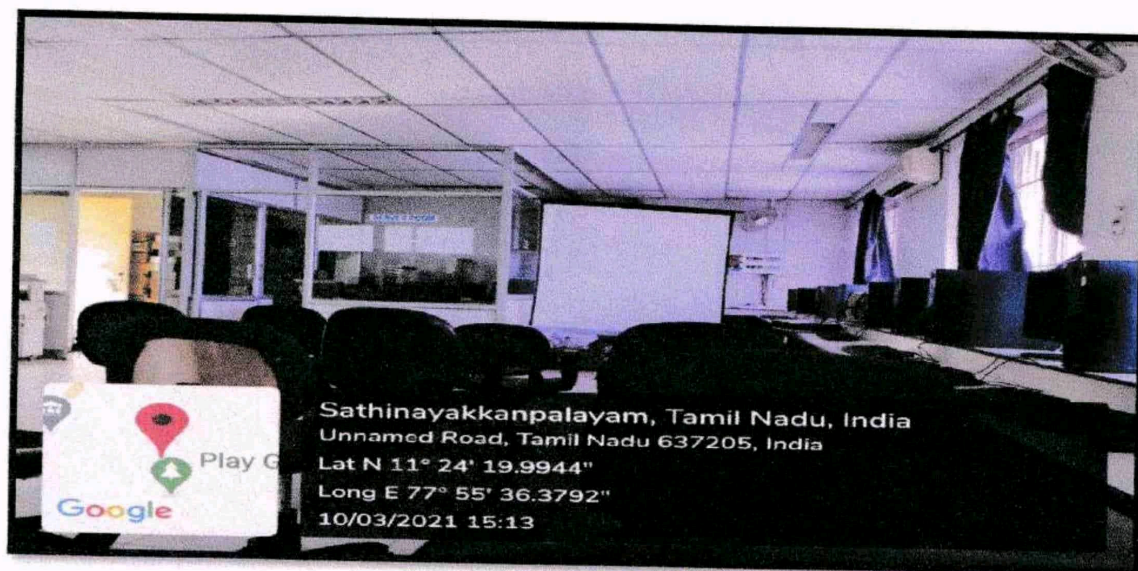 Sathinayakkanpalayam, Tamil Nadu, India
Unnamed Road, Tamil Nadu 637205, India
Lat N 11° 24' 19.9944"
Long E 77° 55' 36.3792"
10/03/2021 15:13
Play G
Google